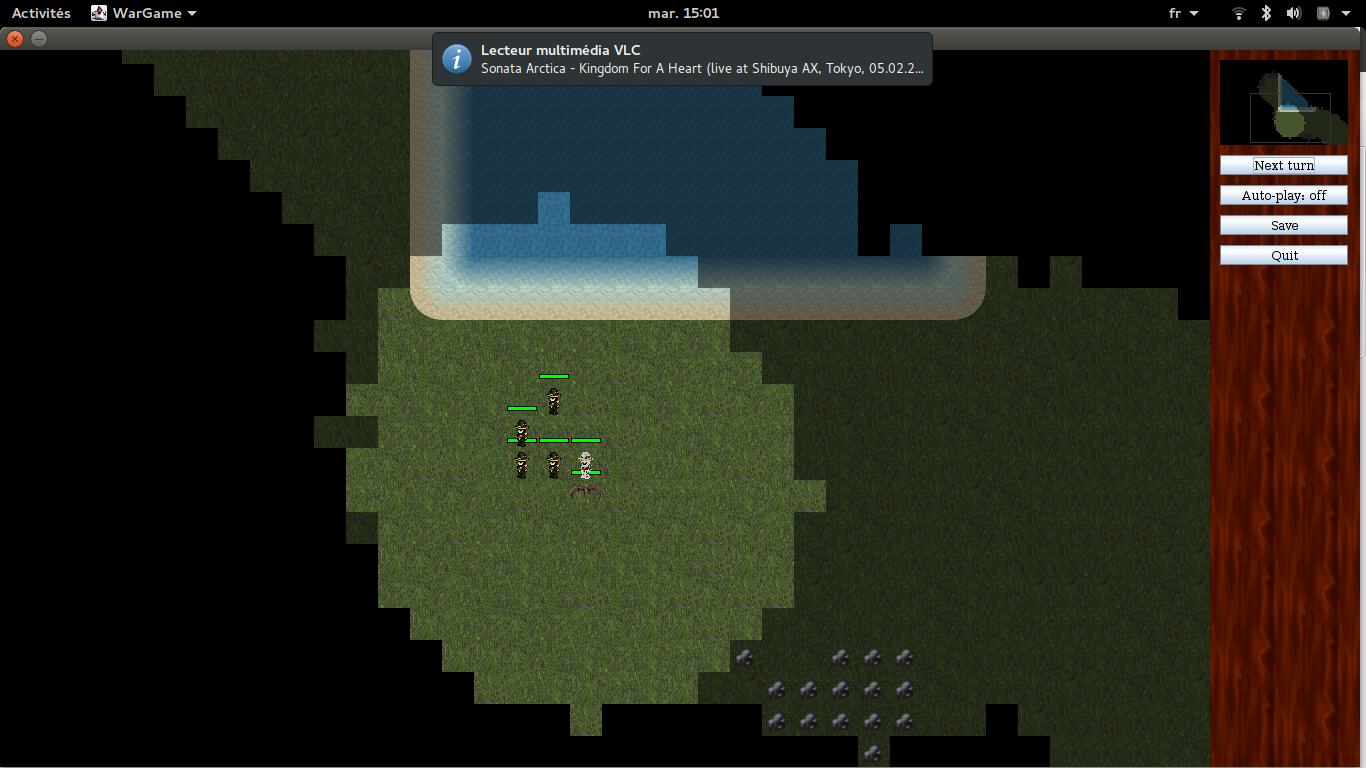 Activités
WarGame
mar. 15:01
fr
Lecteur multimédia VLC
Sonata Arctica - Kingdom For A Heart (live at Shibuya AX, Tokyo, 05.02.2...
Next turn
Auto-play: off
Save
Quit